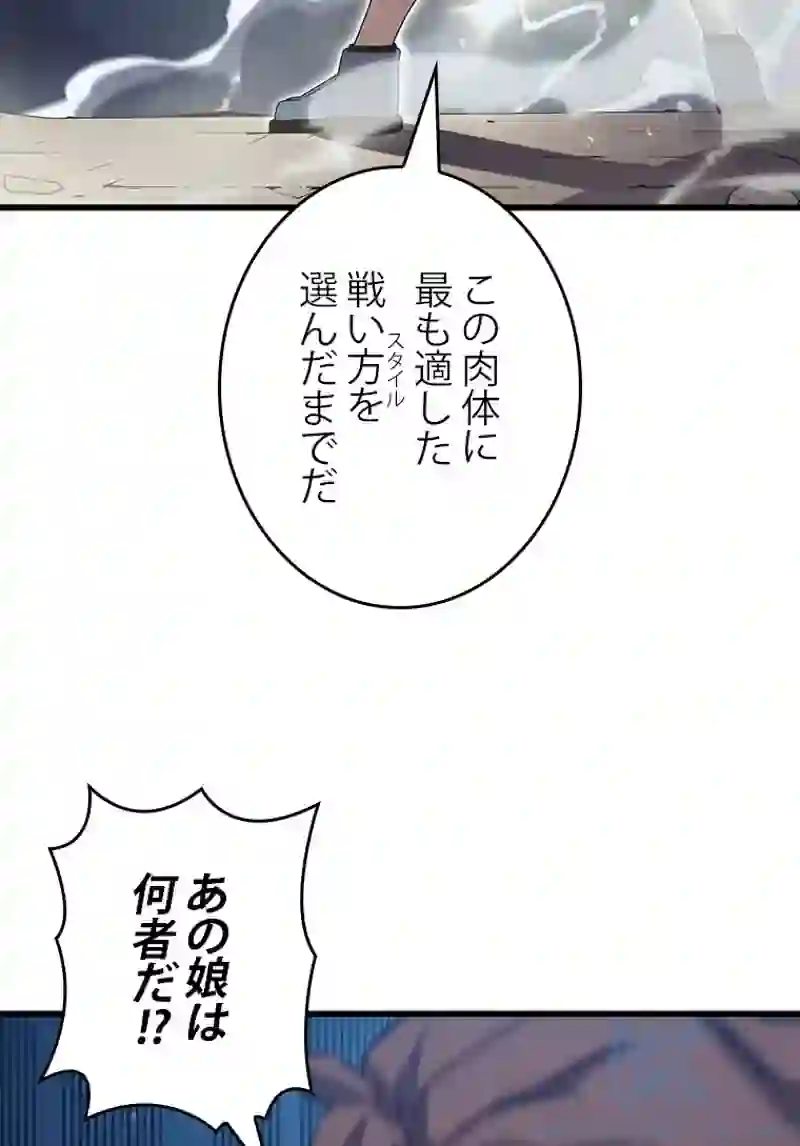 この肉体に
最も適した
戦い方を
スタイル
選んだまでだ
あの娘は
何者だ!?